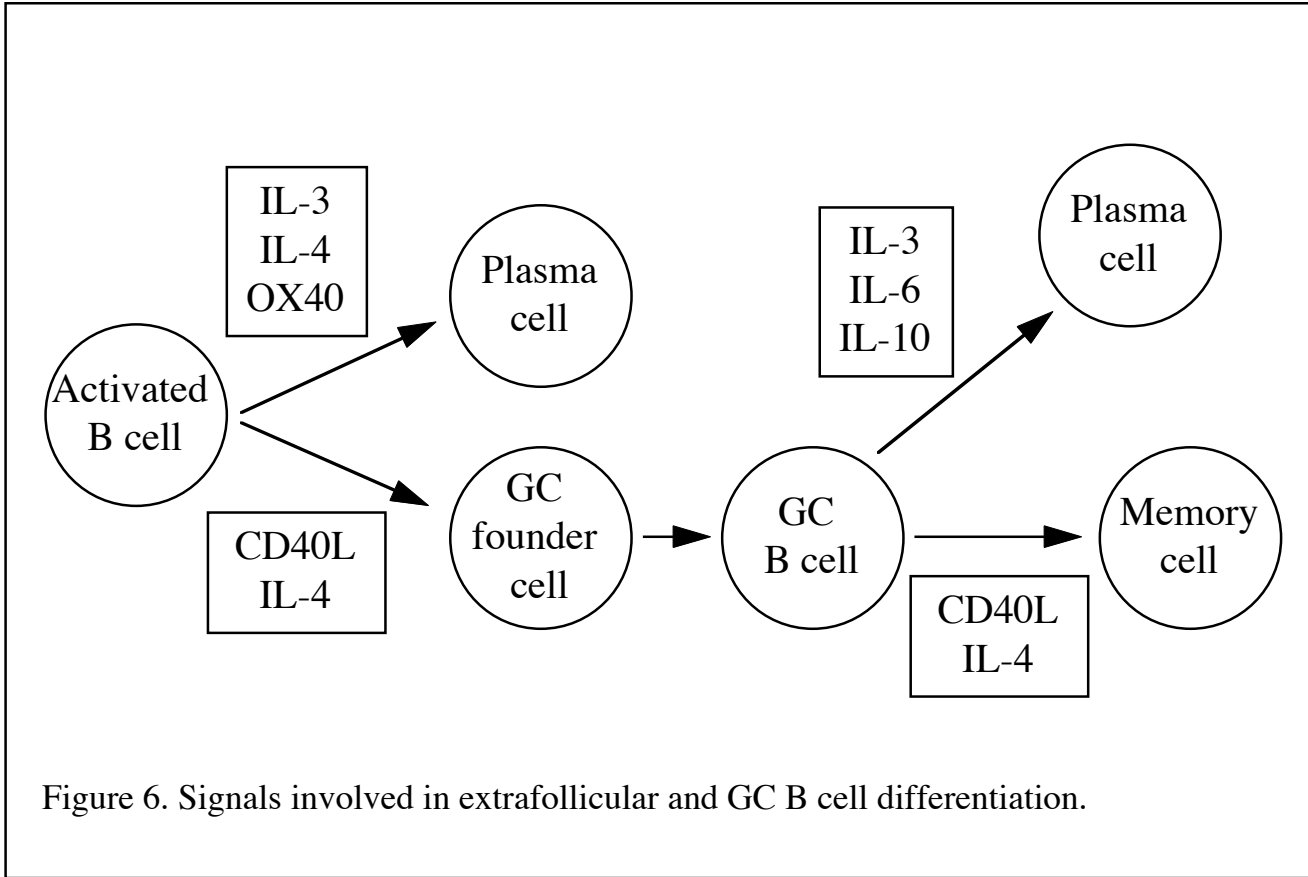 IL-3
IL-4
OX40
Plasma
cell
Activated
B cell
CD40L
IL-4
GC
founder
cell
GC
B cell
IL-3
IL-6
IL-10
Plasma
cell
Memory
cell
CD40L
IL-4
Figure 6. Signals involved in extrafollicular and GC B cell differentiation.